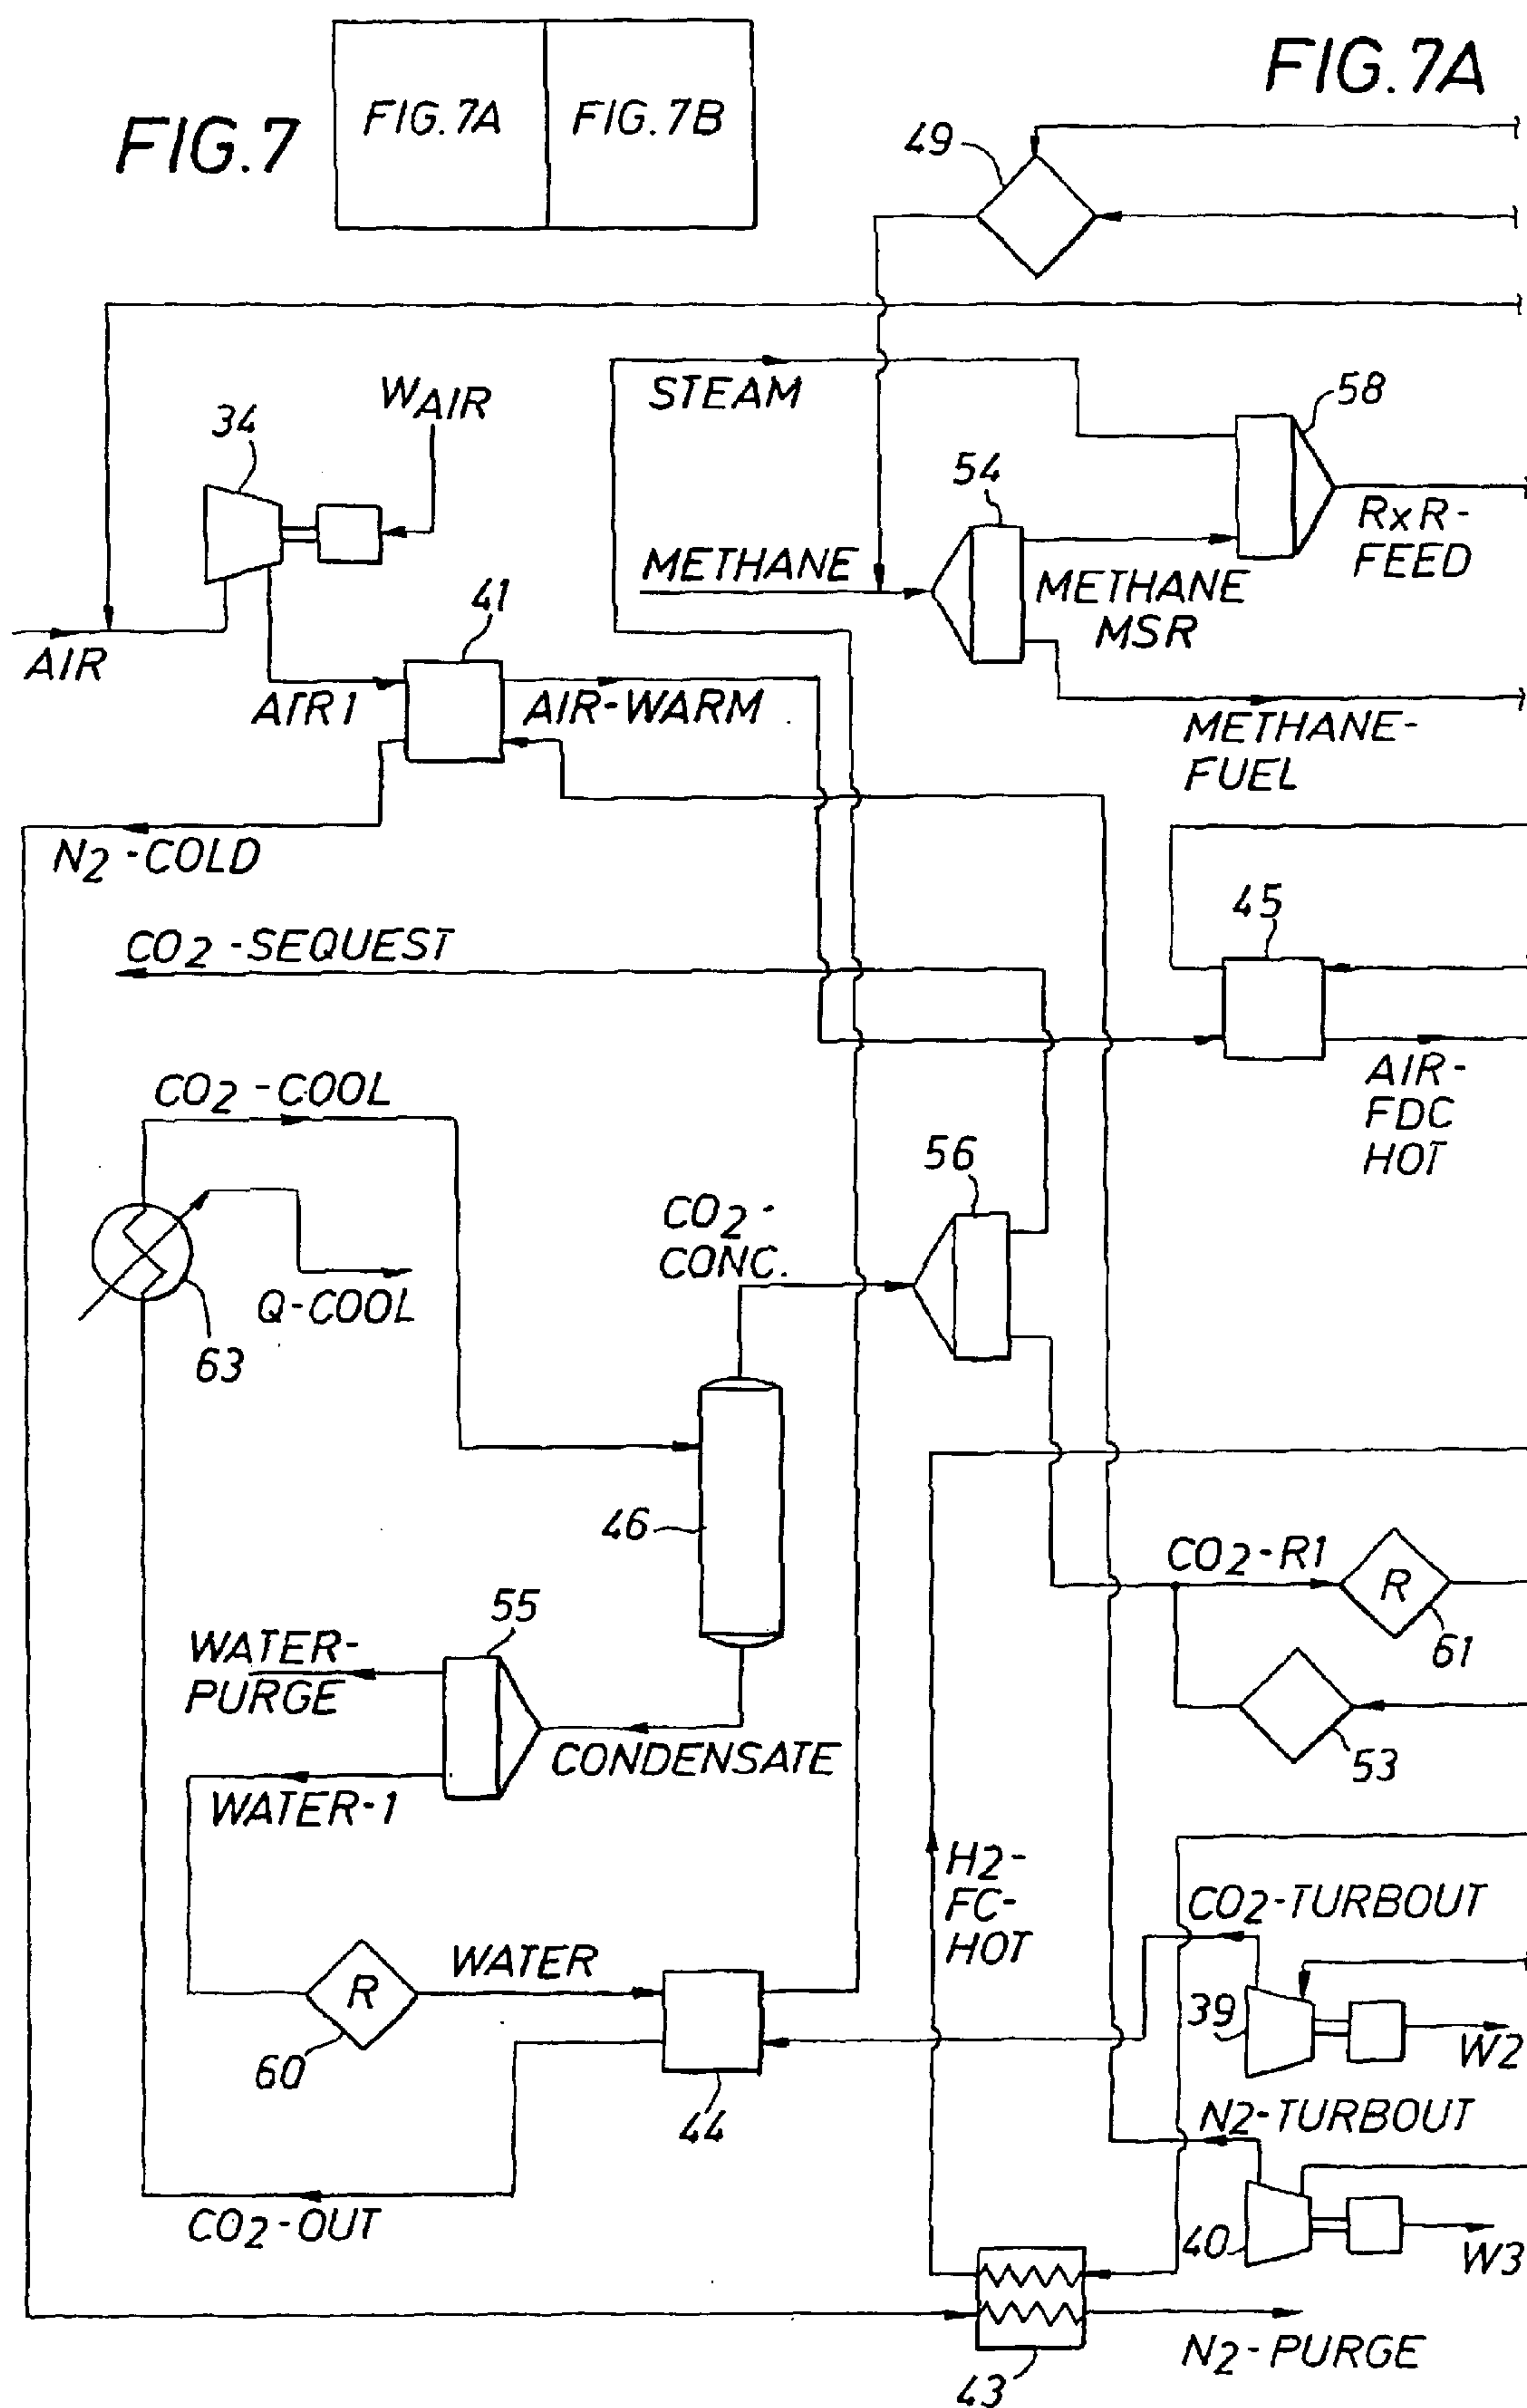 FIG.7
FIG.7A
FIG.7B
FIG.7A
49
STEAM
58
WAIR
34
54
RxR-
FEED
METHANE
METHANE
MSR
41
AIR
AIR1
AIR-WARM
METHANE-
FUEL
N2-COLD
45
CO2-SEQUEST
AIR-
FDC
HOT
CO2-COOL
56
CO2-
CONC.
Q-COOL
63
46
CO2-R1
R
61
55
WATER-
PURGE
53
CONDENSATE
WATER-1
H2-
FC-
HOT
CO2-TURBOUT
WATER
R
39
W2
60
44
N2-TURBOUT
CO2-OUT
40
W3
N2-PURGE
43